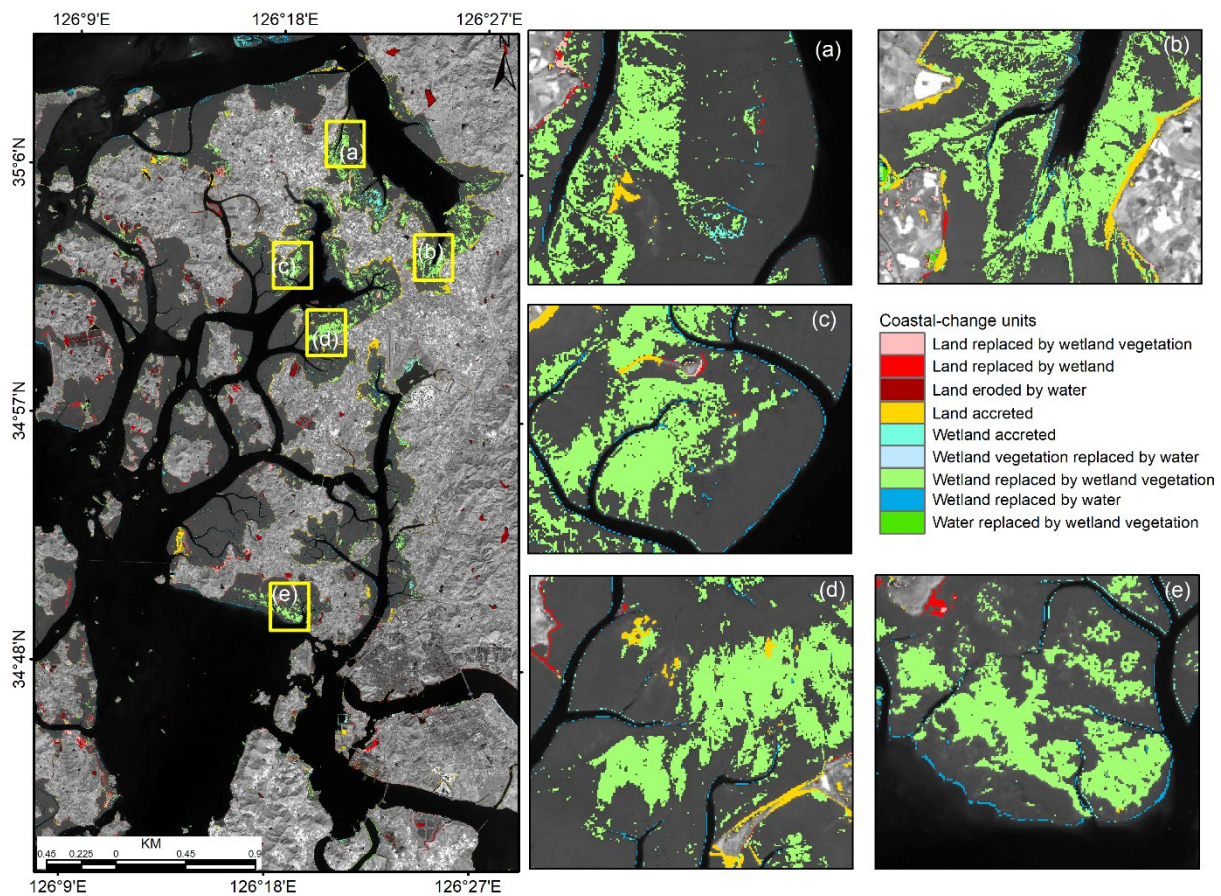 126°9'E 126°18'E 126°27'E
N
35°6'N
34°57'N
34°48'N
(a)
(b)
(c)
(d)
(e)
KM
0.45 0.225 0 0.45 0.9
126°9'E 126°18'E 126°27'E
(a)
(b)
(c)
Coastal-change units
Land replaced by wetland vegetation
Land replaced by wetland
Land eroded by water
Land accreted
Wetland accreted
Wetland vegetation replaced by water
Wetland replaced by wetland vegetation
Wetland replaced by water
Water replaced by wetland vegetation
(d)
(e)